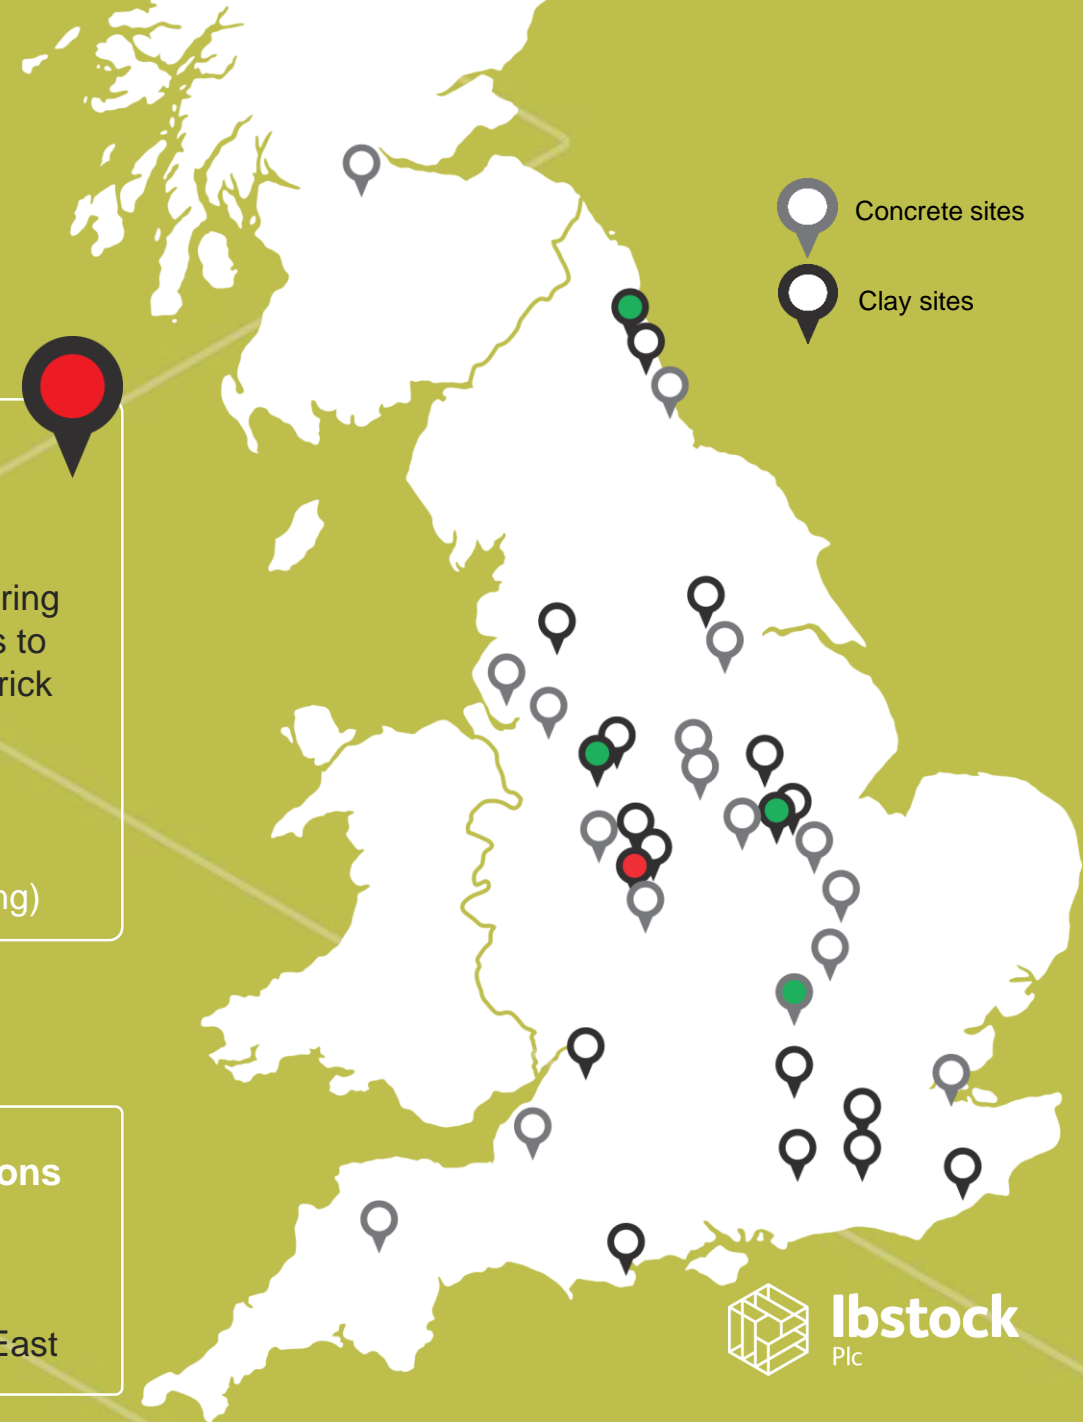 Concrete sites
Clay sites
ring
s to
rick
ng)
ons
East
Ibstock
Plc